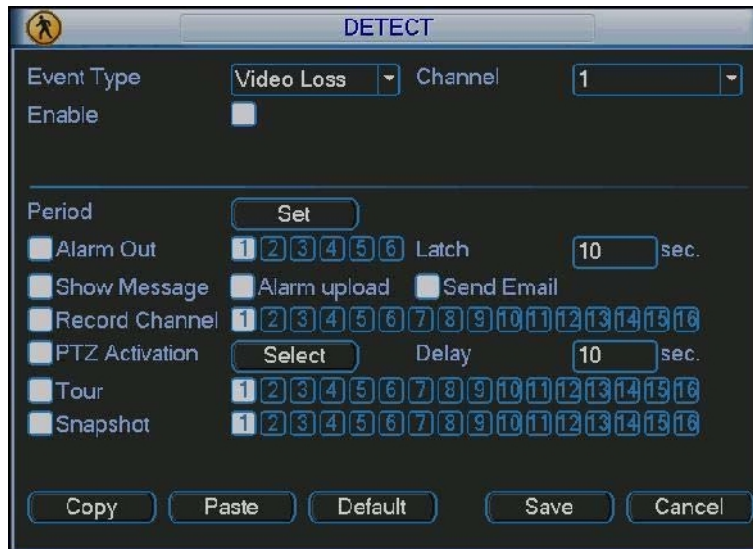 DETECT
Event Type Video Loss Channel 1
Enable
Period Set
Alarm Out 1 2 3 4 5 6 Latch 10 sec.
Show Message Alarm upload Send Email
Record Channel 1 2 3 4 5 6 7 8 9 10 11 12 13 14 15 16
PTZ Activation Select Delay 10 sec.
Tour 1 2 3 4 5 6 7 8 9 10 11 12 13 14 15 16
Snapshot 1 2 3 4 5 6 7 8 9 10 11 12 13 14 15 16
Copy Paste Default Save Cancel